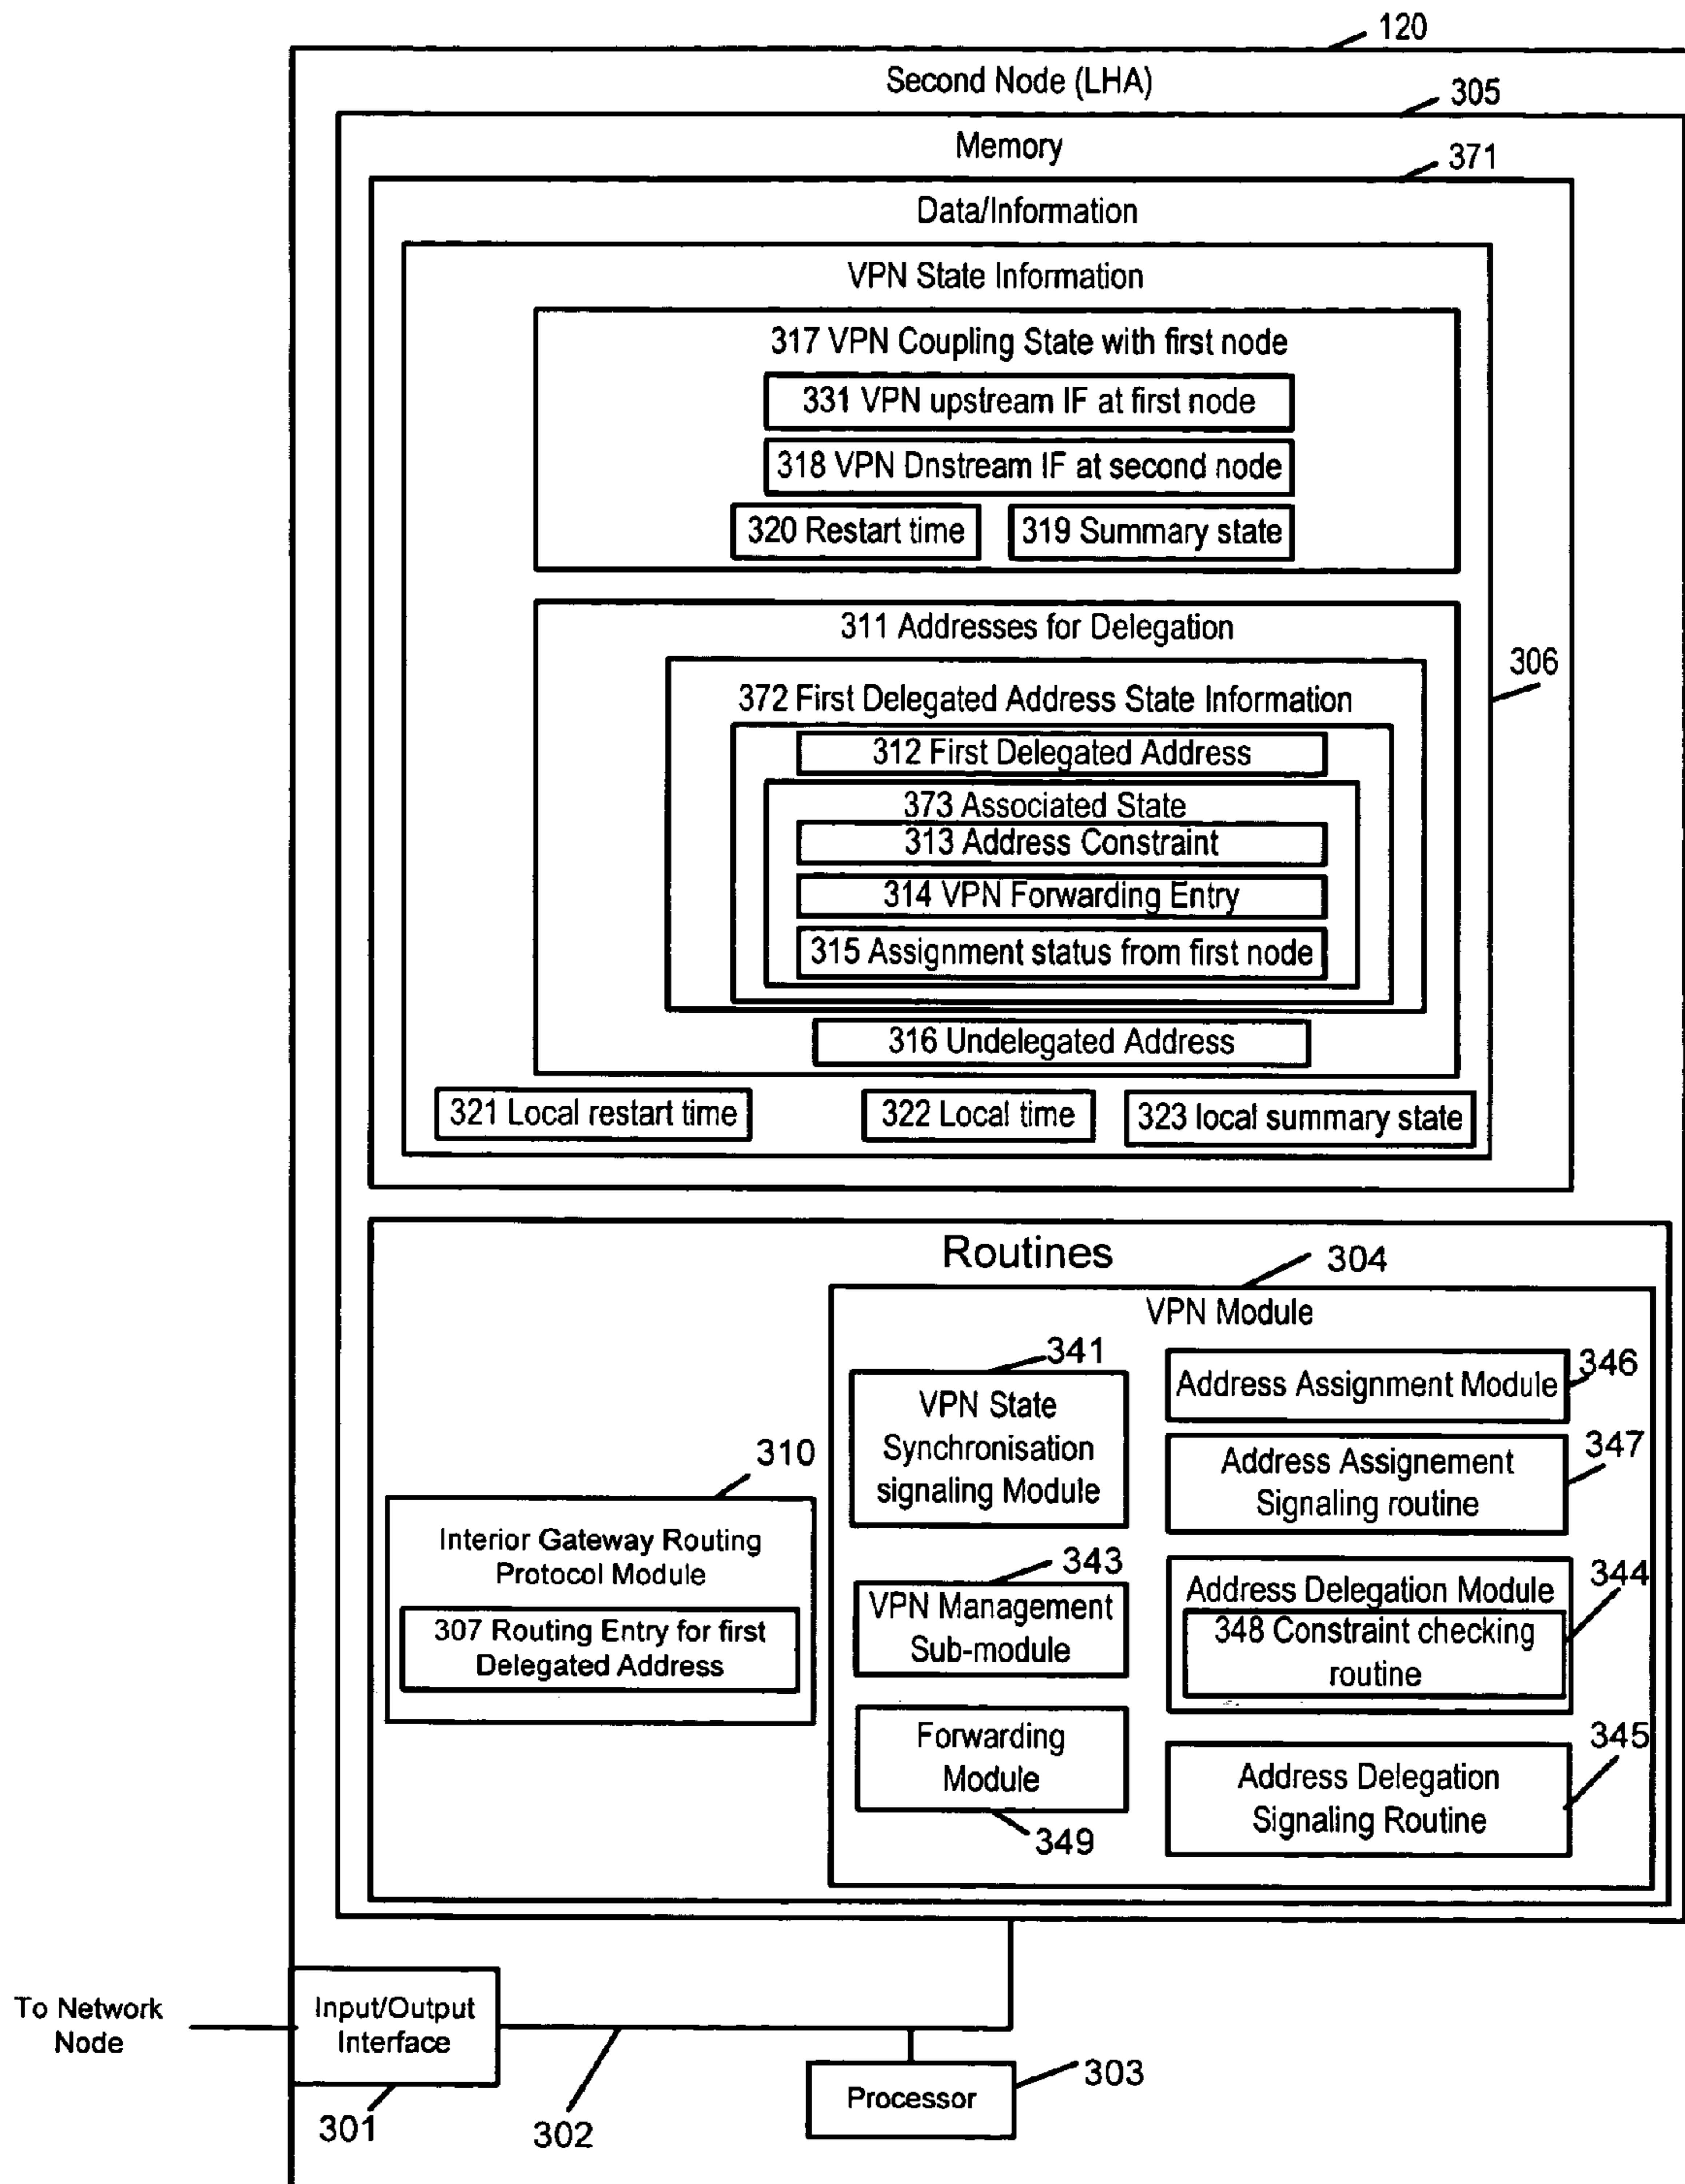 120
Second Node (LHA)
305
Memory
371
Data/Information
VPN State Information
317 VPN Coupling State with first node
331 VPN upstream IF at first node
318 VPN Dnstream IF at second node
320 Restart time
319 Summary state
311 Addresses for Delegation
306
372 First Delegated Address State Information
312 First Delegated Address
373 Associated State
313 Address Constraint
314 VPN Forwarding Entry
315 Assignment status from first node
316 Undelegated Address
321 Local restart time
322 Local time
323 local summary state
Routines
304
VPN Module
341
VPN State
Synchronisation
signaling Module
346
Address Assignment Module
347
Address Assignement
Signaling routine
310
Interior Gateway Routing
Protocol Module
307 Routing Entry for first
Delegated Address
343
VPN Management
Sub-module
344
Address Delegation Module
348 Constraint checking
routine
Forwarding
Module
349
345
Address Delegation
Signaling Routine
To Network
Node
Input/Output
Interface
301
302
Processor
303